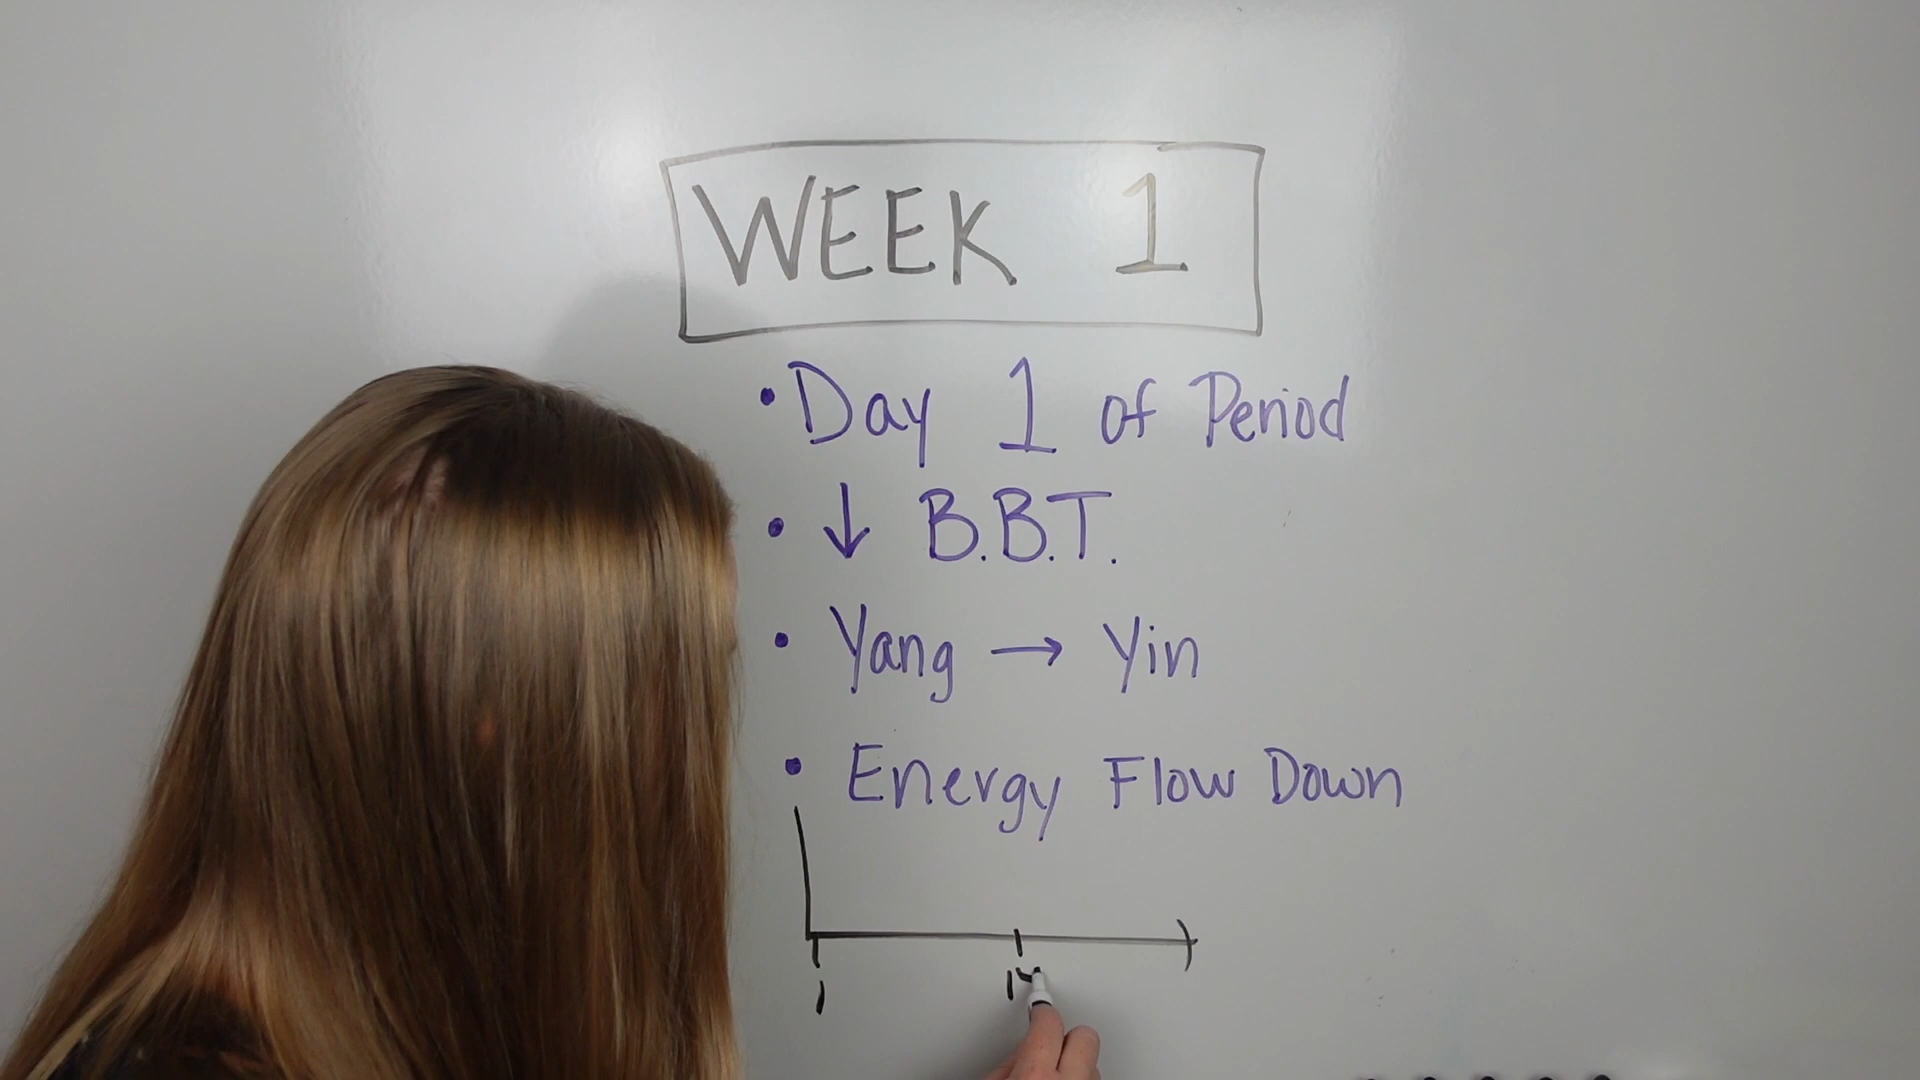 WEEK 1
• Day 1 of Period
• ↓ B.B.T.
• Yang → Yin
• Energy Flow Down
1